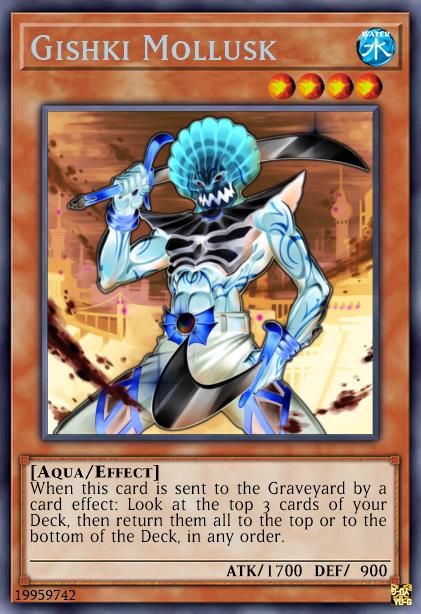 Gishki Mollusk
WATER
水
[Aqua/Effect]
When this card is sent to the Graveyard by a
card effect: Look at the top 3 cards of your
Deck, then return them all to the top or to the
bottom of the Deck, in any order.
ATK/1700 DEF/ 900
19959742